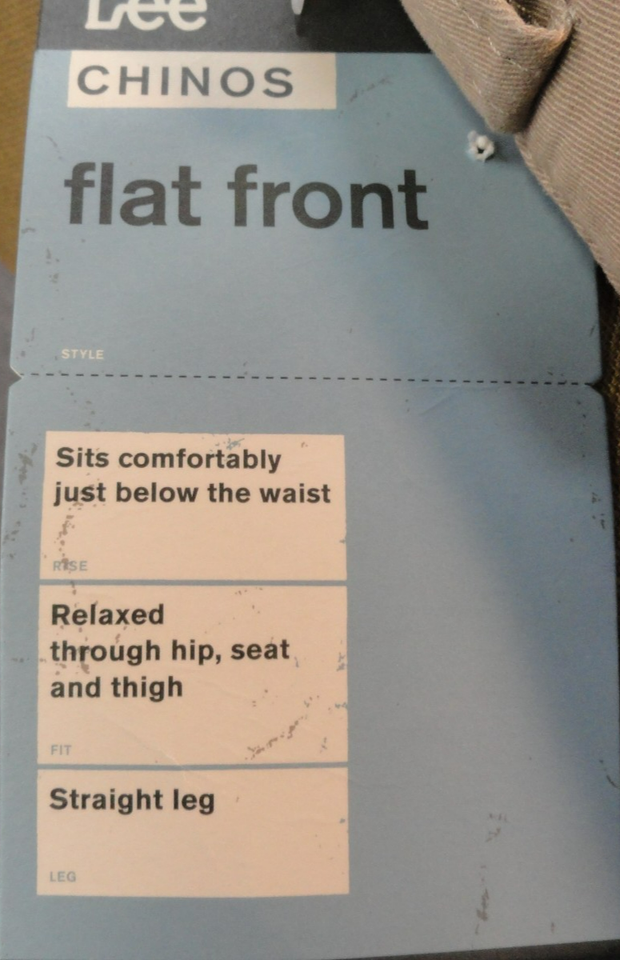 Lee
CHINOS
flat front
STYLE
Sits comfortably
just below the waist
RISE
Relaxed
through hip, seat
and thigh
FIT
Straight leg
LEG